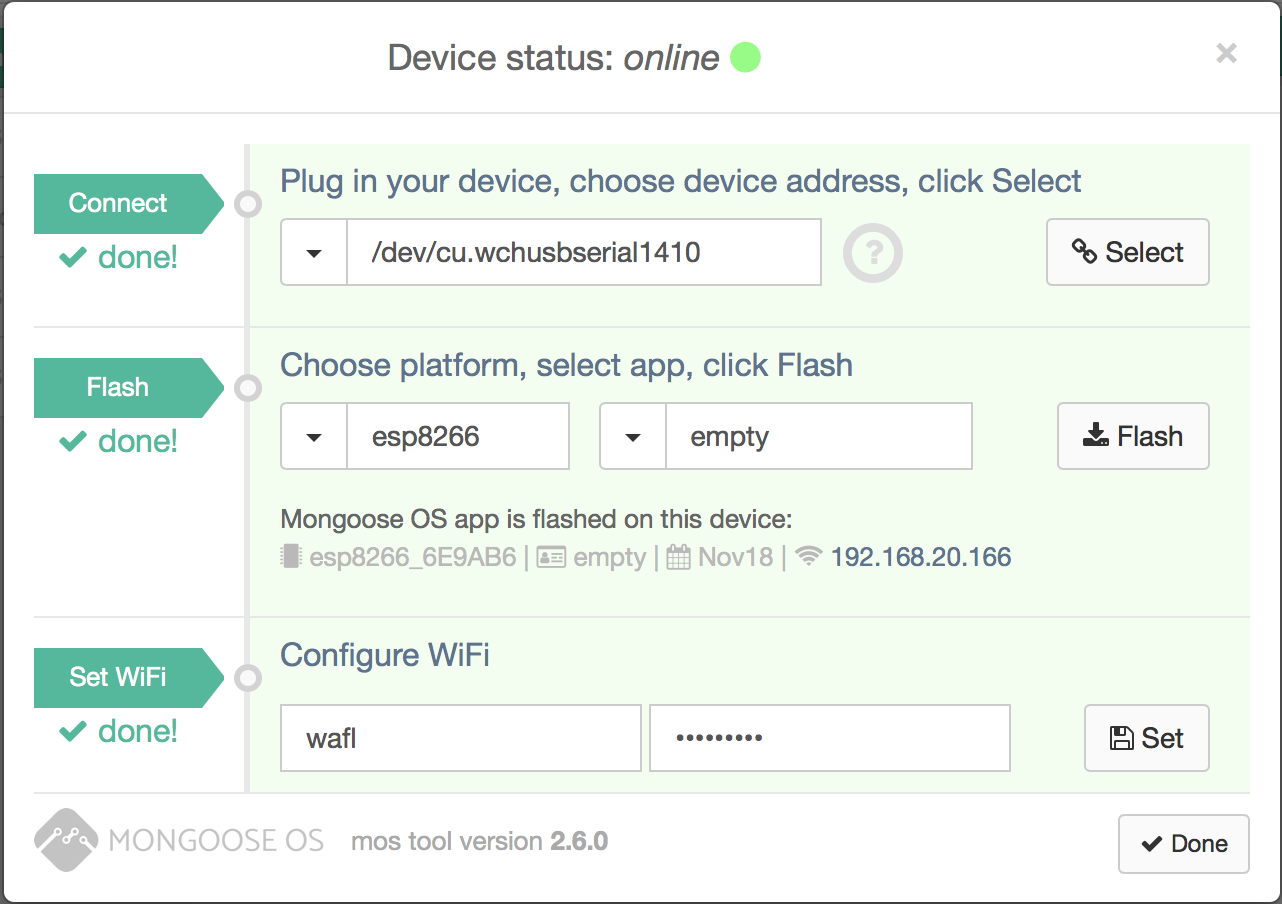 Device status: online ×
Connect
done!
Plug in your device, choose device address, click Select
/dev/cu.wchusbserial1410 ? Select
Flash
done!
Choose platform, select app, click Flash
esp8266 empty Flash
Mongoose OS app is flashed on this device:
esp8266_6E9AB6 | empty | Nov18 | 192.168.20.166
Set WiFi
done!
Configure WiFi
wafl ••••••••• Set
MONGOOSE OS mos tool version 2.6.0 Done